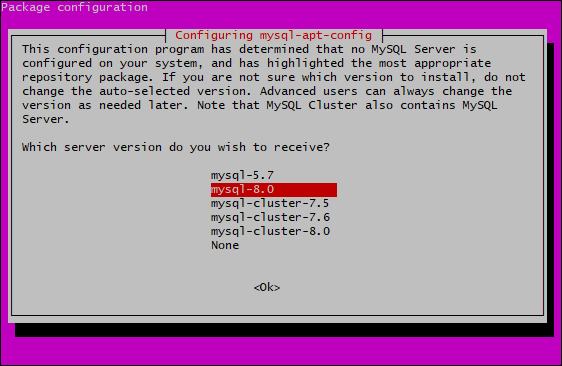 Package configuration
Configuring mysql-apt-config
This configuration program has determined that no MySQL Server is
configured on your system, and has highlighted the most appropriate
repository package. If you are not sure which version to install, do not
change the auto-selected version. Advanced users can always change the
version as needed later. Note that MySQL Cluster also contains MySQL
Server.
Which server version do you wish to receive?
mysql-5.7
mysql-8.0
mysql-cluster-7.5
mysql-cluster-7.6
mysql-cluster-8.0
None
<Ok>